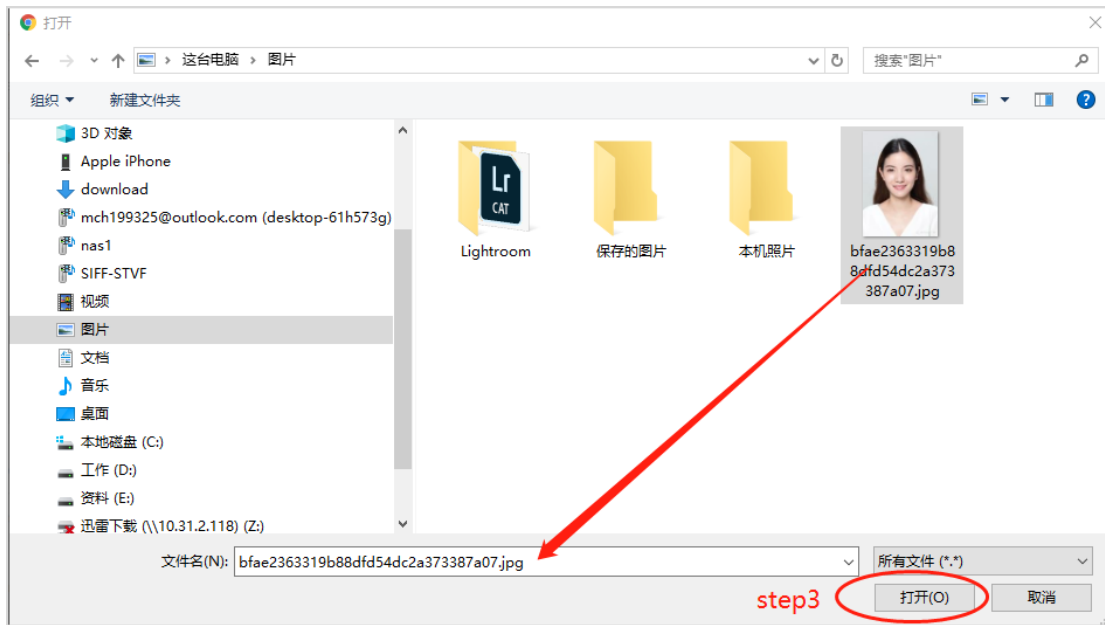 打开
这台电脑 › 图片
搜索"图片"
组织
新建文件夹
3D 对象
Apple iPhone
download
mch199325@outlook.com (desktop-61h573g)
nas1
SIFF-STVF
视频
图片
文档
音乐
桌面
本地磁盘 (C:)
工作 (D:)
资料 (E:)
迅雷下载 (\\10.31.2.118) (Z:)
Lr
CAT
Lightroom
保存的图片
本机照片
bfae2363319b8
8dfd54dc2a373
387a07.jpg
文件名(N):
bfae2363319b88dfd54dc2a373387a07.jpg
所有文件 (*.*)
step3
打开(O)
取消